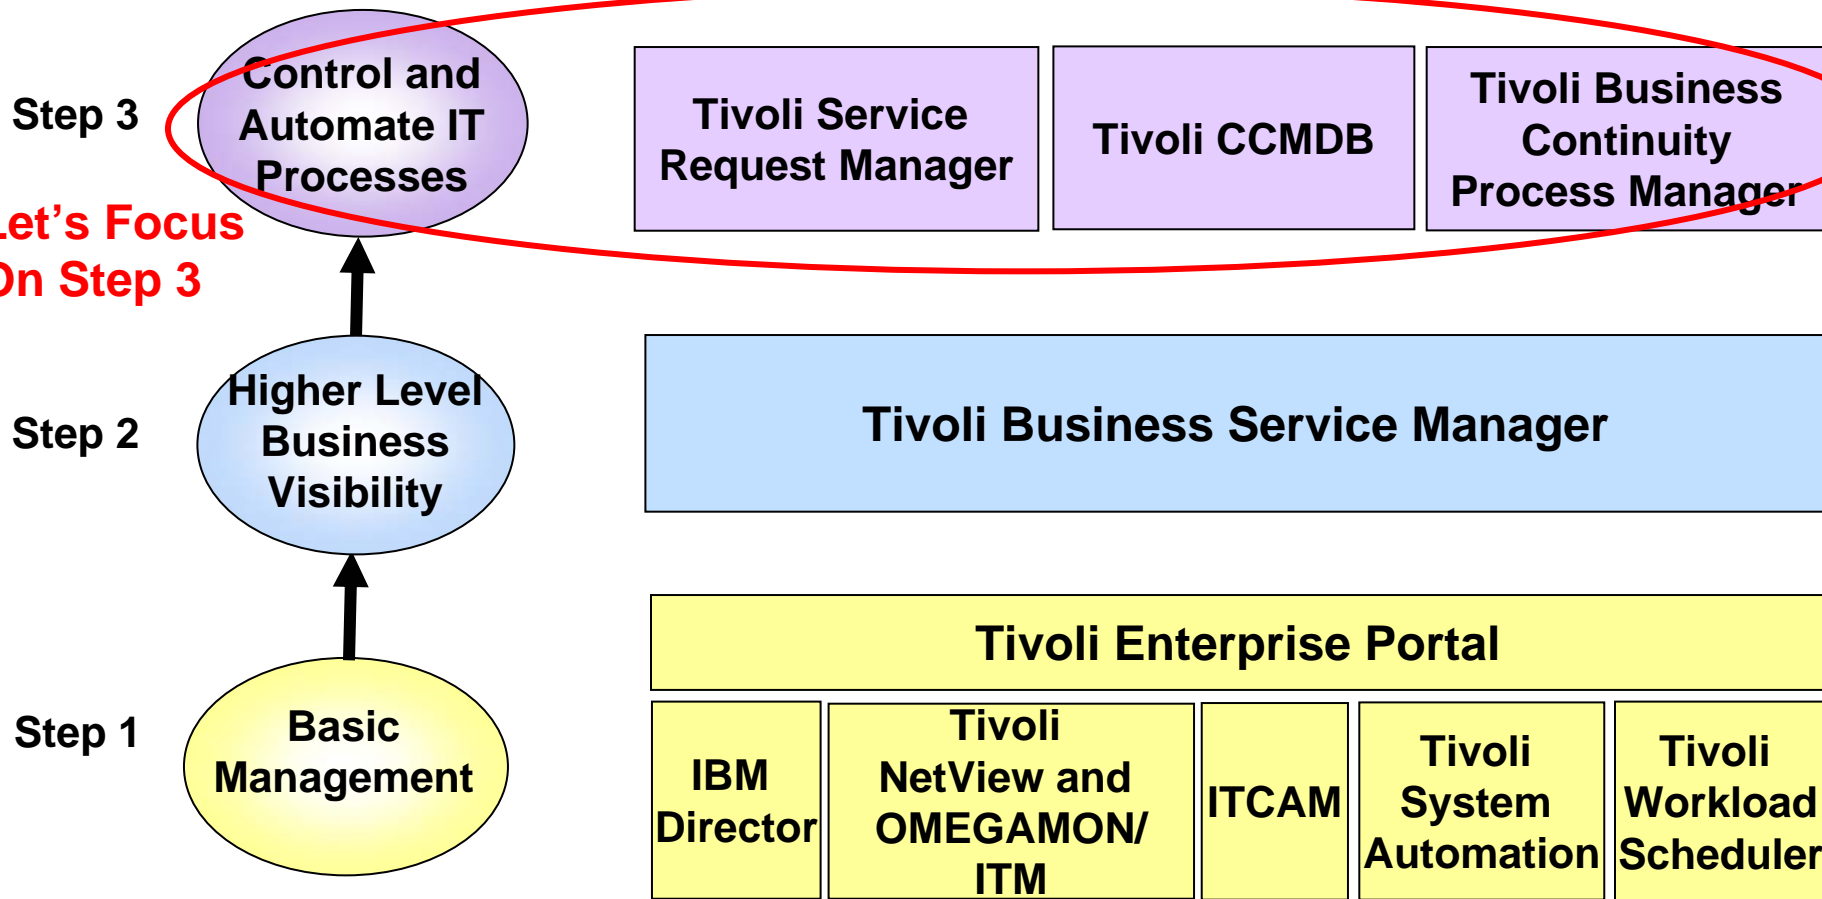 Step 3
Control and
Automate IT
Processes
Tivoli Service
Request Manager
Tivoli CCMDB
Tivoli Business
Continuity
Process Manager
Let's Focus
On Step 3
Step 2
Higher Level
Business
Visibility
Tivoli Business Service Manager
Step 1
Basic
Management
Tivoli Enterprise Portal
IBM
Director
Tivoli
NetView and
OMEGAMON/
ITM
ITCAM
Tivoli
System
Automation
Tivoli
Workload
Scheduler